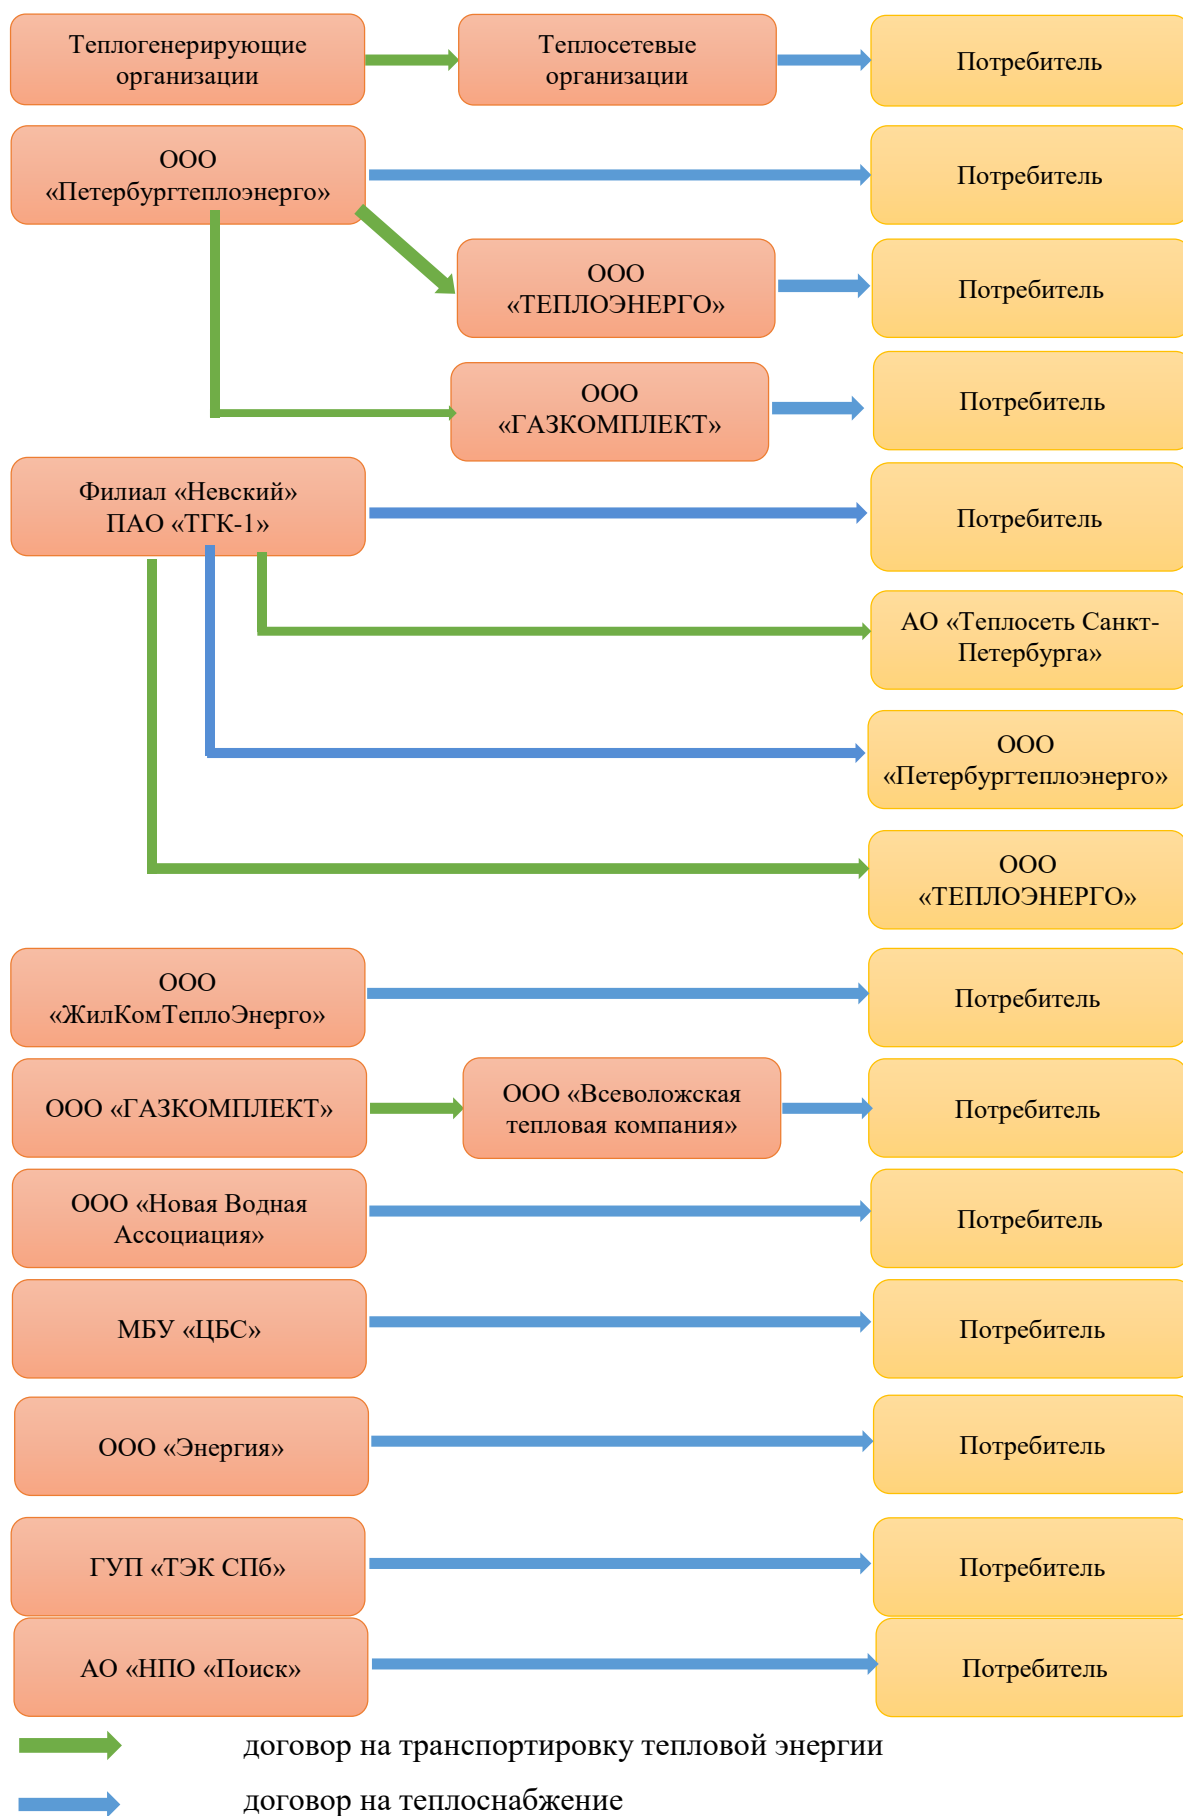 Теплогенерирующие
организации
Теплосетевые
организации
Потребитель
ООО
«Петербургтеплоэнерго»
Потребитель
ООО
«ТЕПЛОЭНЕРГО»
Потребитель
ООО
«ГАЗКОМПЛЕКТ»
Потребитель
Филиал «Невский»
ПАО «ТГК-1»
Потребитель
АО «Теплосеть Санкт-
Петербурга»
ООО
«Петербургтеплоэнерго»
ООО
«ТЕПЛОЭНЕРГО»
ООО
«ЖилКомТеплоЭнерго»
Потребитель
ООО «ГАЗКОМПЛЕКТ»
ООО «Всеволожская
тепловая компания»
Потребитель
ООО «Новая Водная
Ассоциация»
Потребитель
МБУ «ЦБС»
Потребитель
ООО «Энергия»
Потребитель
ГУП «ТЭК СПб»
Потребитель
АО «НПО «Поиск»
Потребитель
договор на транспортировку тепловой энергии
договор на теплоснабжение